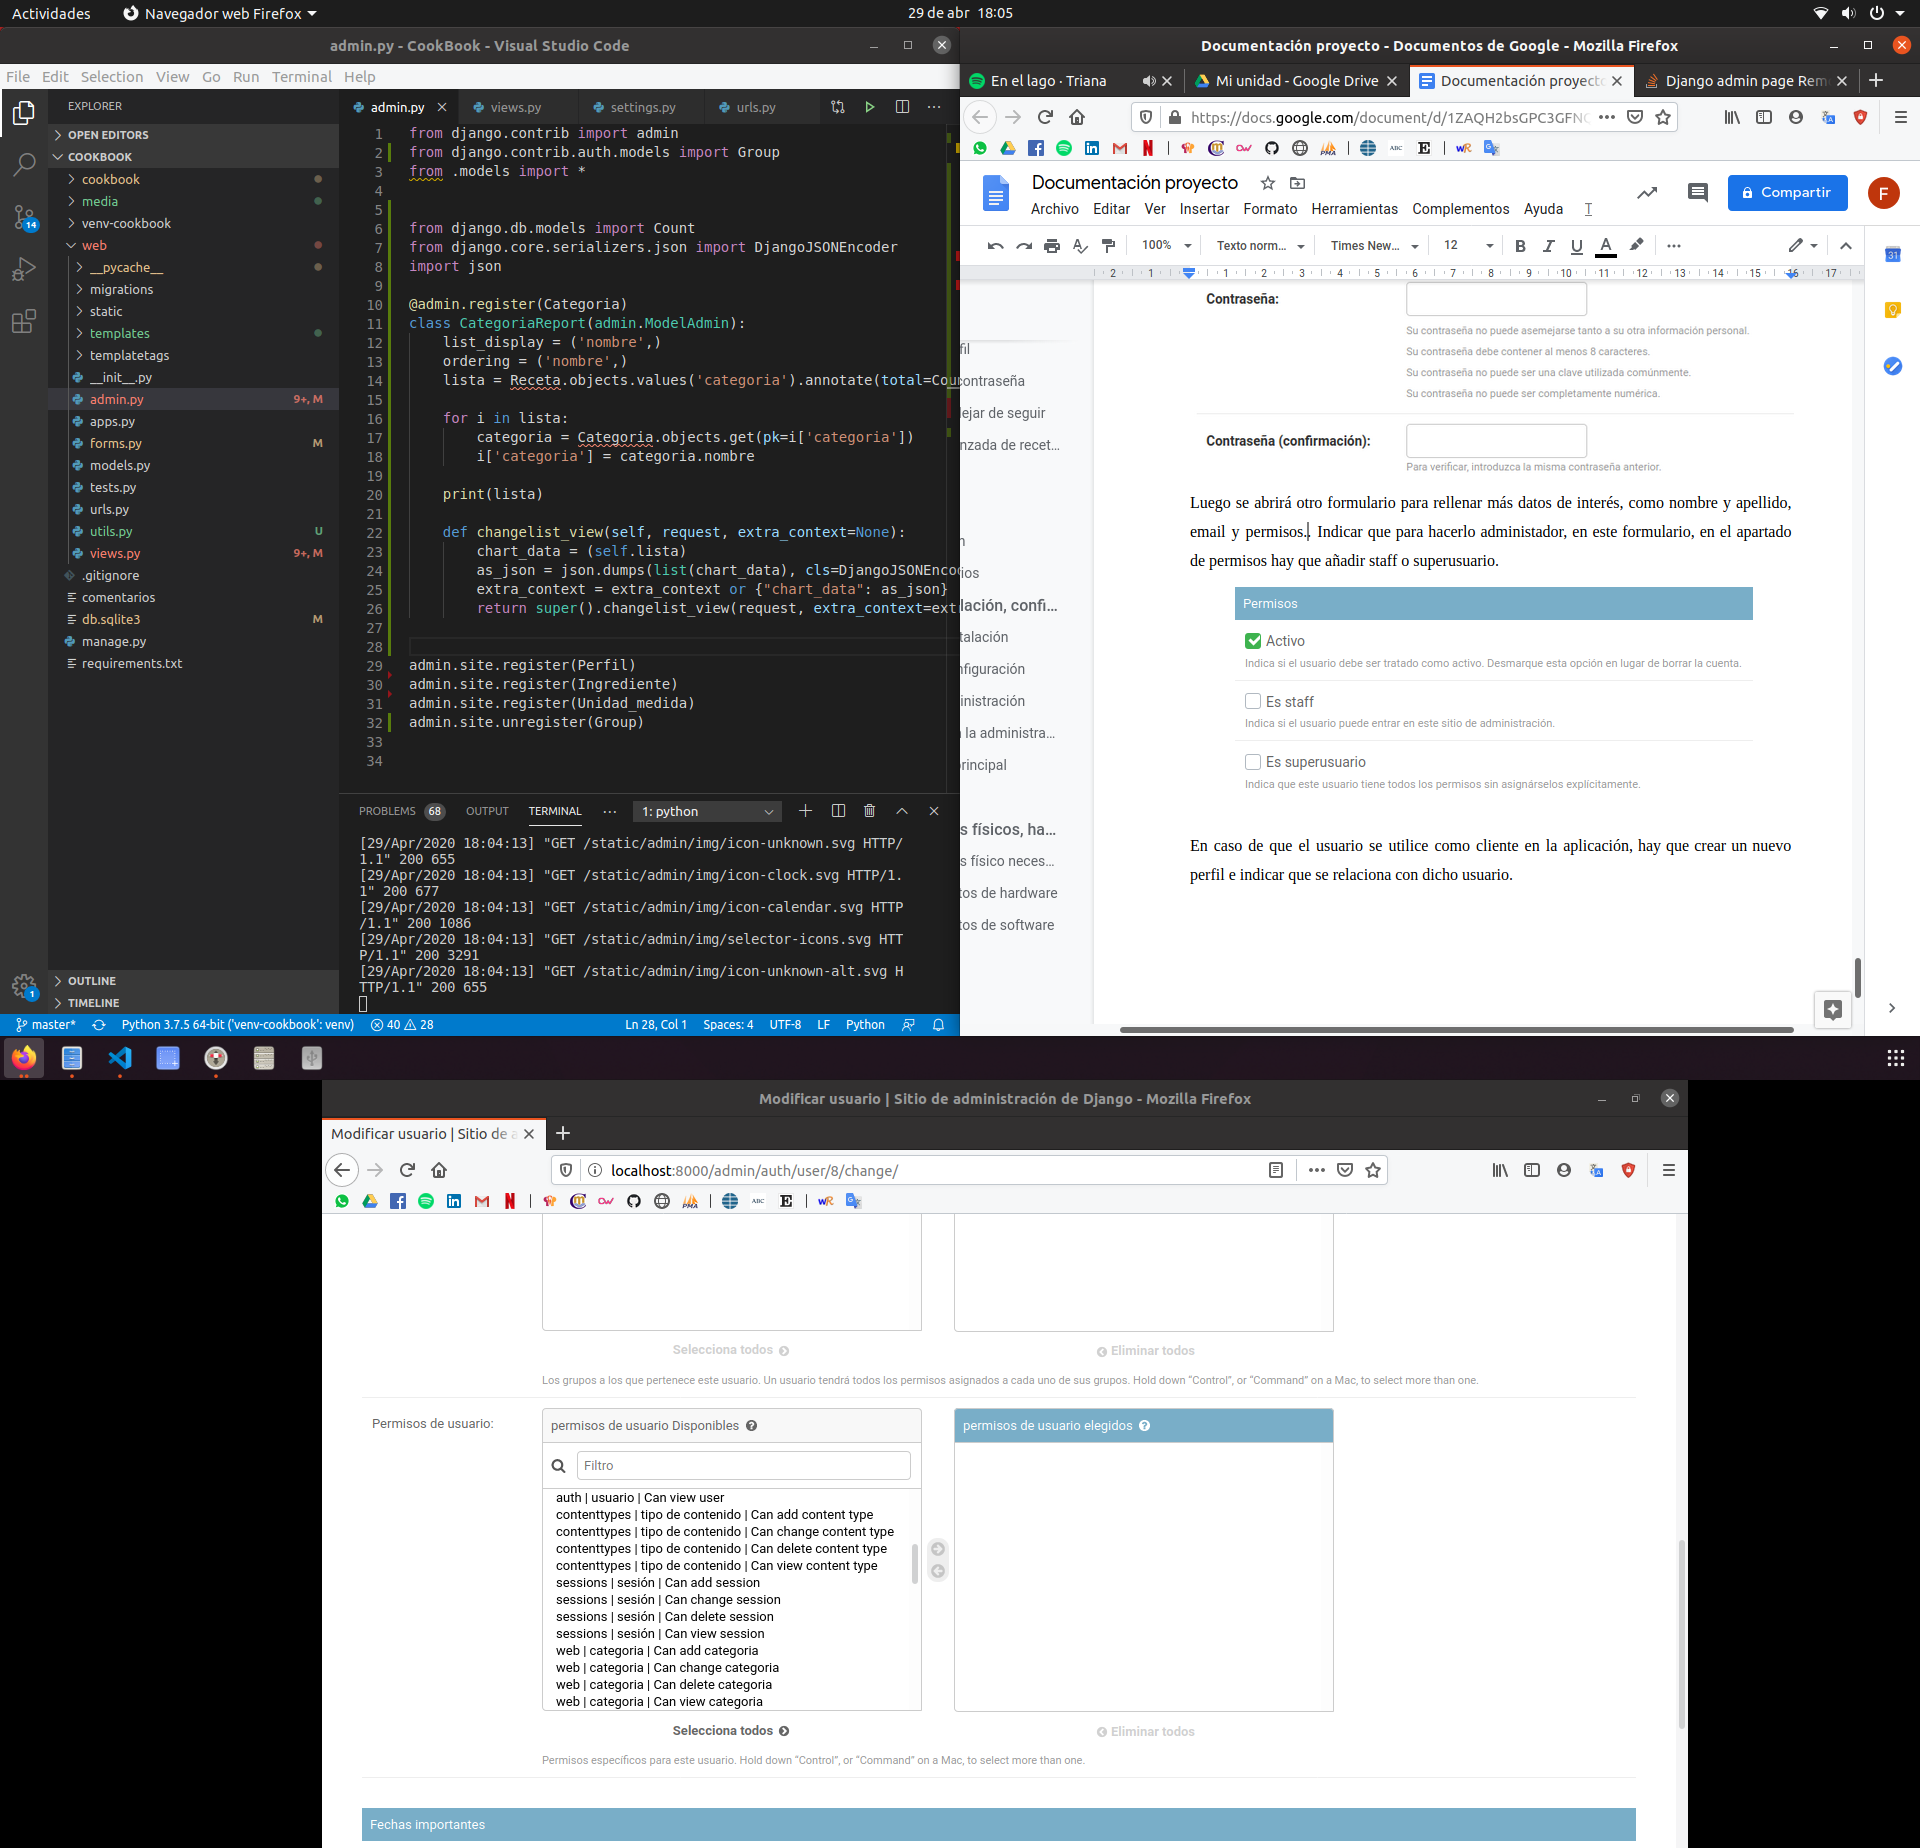 Actividades
Navegador web Firefox
29 de abr 18:05
admin.py - CookBook - Visual Studio Code
File Edit Selection View Go Run Terminal Help
EXPLORER
OPEN EDITORS
COOKBOOK
cookbook
media
venv-cookbook
web
__pycache__
migrations
static
templates
templatetags
__init__.py
admin.py 9+, M
apps.py
forms.py M
models.py
tests.py
urls.py
utils.py U
views.py 9+, M
.gitignore
comentarios
db.sqlite3 M
manage.py
requirements.txt
OUTLINE
TIMELINE
14
1
admin.py views.py settings.py urls.py
1 from django.contrib import admin
2 from django.contrib.auth.models import Group
3 from .models import *
4
5
6 from django.db.models import Count
7 from django.core.serializers.json import DjangoJSONEncoder
8 import json
9
10 @admin.register(Categoria)
11 class CategoriaReport(admin.ModelAdmin):
12 list_display = ('nombre',)
13 ordering = ('nombre',)
14 lista = Receta.objects.values('categoria').annotate(total=Cou
15
16 for i in lista:
17 categoria = Categoria.objects.get(pk=i['categoria'])
18 i['categoria'] = categoria.nombre
19
20 print(lista)
21
22 def changelist_view(self, request, extra_context=None):
23 chart_data = (self.lista)
24 as_json = json.dumps(list(chart_data), cls=DjangoJSONEnco
25 extra_context = extra_context or {"chart_data": as_json}
26 return super().changelist_view(request, extra_context=ext
27
28
29 admin.site.register(Perfil)
30 admin.site.register(Ingrediente)
31 admin.site.register(Unidad_medida)
32 admin.site.unregister(Group)
33
34
PROBLEMS 68 OUTPUT TERMINAL ··· 1: python
[29/Apr/2020 18:04:13] "GET /static/admin/img/icon-unknown.svg HTTP/
1.1" 200 655
[29/Apr/2020 18:04:13] "GET /static/admin/img/icon-clock.svg HTTP/1.
1" 200 677
[29/Apr/2020 18:04:13] "GET /static/admin/img/icon-calendar.svg HTTP
/1.1" 200 1086
[29/Apr/2020 18:04:13] "GET /static/admin/img/selector-icons.svg HTT
P/1.1" 200 3291
[29/Apr/2020 18:04:13] "GET /static/admin/img/icon-unknown-alt.svg H
TTP/1.1" 200 655
master* Python 3.7.5 64-bit ('venv-cookbook': venv) 40 28 Ln 28, Col 1 Spaces: 4 UTF-8 LF Python
Documentación proyecto - Documentos de Google - Mozilla Firefox
En el lago · Triana
Mi unidad - Google Drive
Documentación proyecto
Django admin page Rem
https://docs.google.com/document/d/1ZAQH2bsGPC3GFNC
Documentación proyecto
Archivo Editar Ver Insertar Formato Herramientas Complementos Ayuda
Compartir
F
100% Texto norm... Times New... 12 B I U A
2 1 1 2 3 4 5 6 7 8 9 10 11 12 13 14 15 16 17
fil
contraseña
ejar de seguir
nzada de recet...
n
ios
lación, confi...
talación
nfiguración
inistración
la administra...
rincipal
s físicos, ha...
s físico neces...
tos de hardware
tos de software
Contraseña:
Su contraseña no puede asemejarse tanto a su otra información personal.
Su contraseña debe contener al menos 8 caracteres.
Su contraseña no puede ser una clave utilizada comúnmente.
Su contraseña no puede ser completamente numérica.
Contraseña (confirmación):
Para verificar, introduzca la misma contraseña anterior.
Luego se abrirá otro formulario para rellenar más datos de interés, como nombre y apellido,
email y permisos.. Indicar que para hacerlo administador, en este formulario, en el apartado
de permisos hay que añadir staff o superusuario.
Permisos
Activo
Indica si el usuario debe ser tratado como activo. Desmarque esta opción en lugar de borrar la cuenta.
Es staff
Indica si el usuario puede entrar en este sitio de administración.
Es superusuario
Indica que este usuario tiene todos los permisos sin asignárselos explícitamente.
En caso de que el usuario se utilice como cliente en la aplicación, hay que crear un nuevo
perfil e indicar que se relaciona con dicho usuario.
31
Modificar usuario | Sitio de administración de Django - Mozilla Firefox
Modificar usuario | Sitio de a
localhost:8000/admin/auth/user/8/change/
Selecciona todos
Eliminar todos
Los grupos a los que pertenece este usuario. Un usuario tendrá todos los permisos asignados a cada uno de sus grupos. Hold down "Control", or "Command" on a Mac, to select more than one.
Permisos de usuario:
permisos de usuario Disponibles
permisos de usuario elegidos
Filtro
auth | usuario | Can view user
contenttypes | tipo de contenido | Can add content type
contenttypes | tipo de contenido | Can change content type
contenttypes | tipo de contenido | Can delete content type
contenttypes | tipo de contenido | Can view content type
sessions | sesión | Can add session
sessions | sesión | Can change session
sessions | sesión | Can delete session
sessions | sesión | Can view session
web | categoria | Can add categoria
web | categoria | Can change categoria
web | categoria | Can delete categoria
web | categoria | Can view categoria
Selecciona todos
Eliminar todos
Permisos específicos para este usuario. Hold down "Control", or "Command" on a Mac, to select more than one.
Fechas importantes